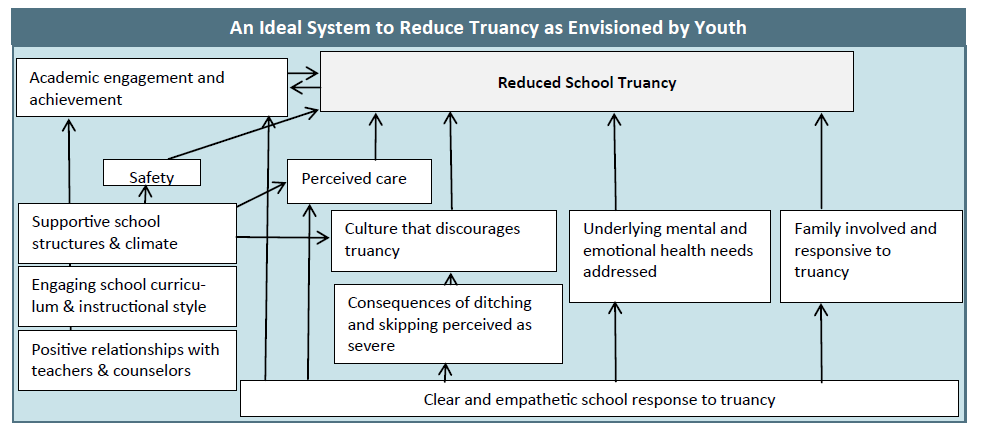 An Ideal System to Reduce Truancy as Envisioned by Youth
Academic engagement and
achievement
Reduced School Truancy
Safety
Perceived care
Supportive school
structures & climate
Culture that discourages
truancy
Underlying mental and
emotional health needs
addressed
Family involved and
responsive to
truancy
Engaging school curricu-
lum & instructional style
Consequences of ditching
and skipping perceived as
severe
Positive relationships with
teachers & counselors
Clear and empathetic school response to truancy